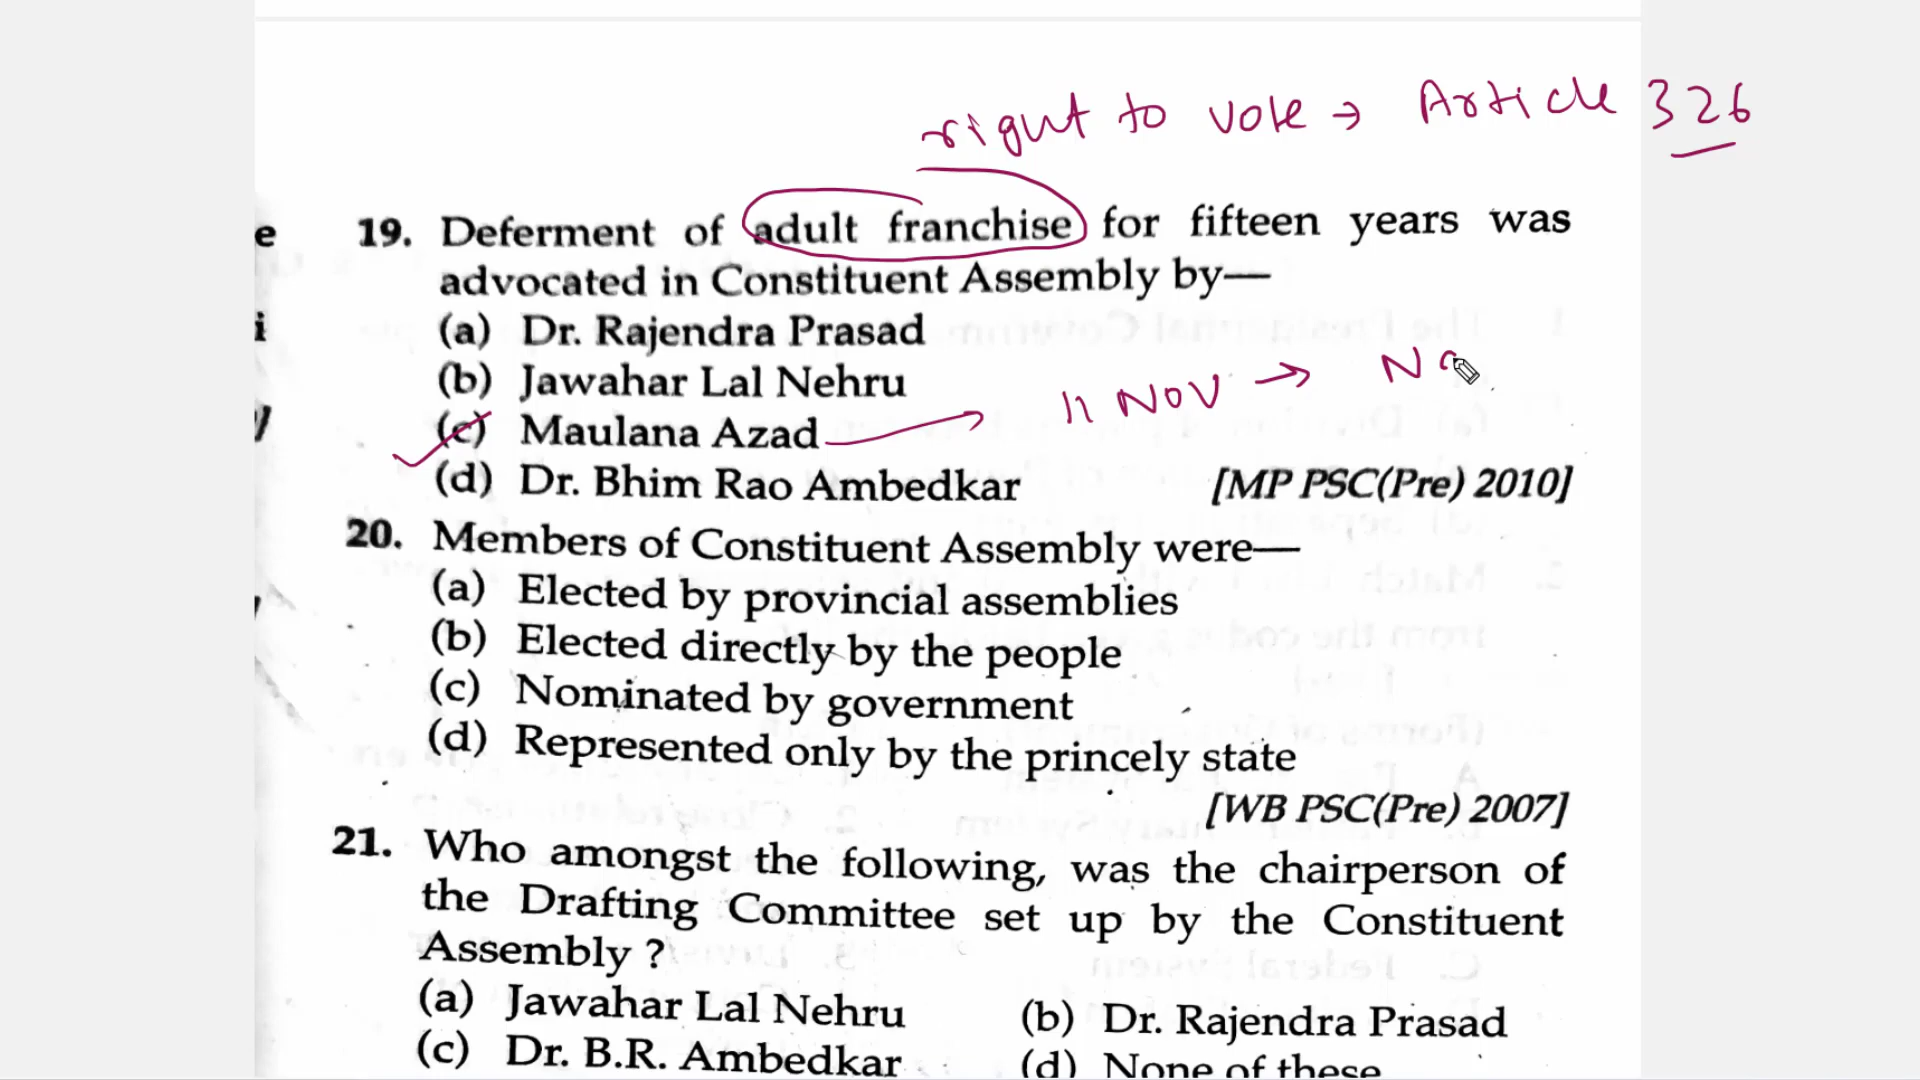 right to vote → Article 326
19. Deferment of adult franchise for fifteen years was
advocated in Constituent Assembly by—
(a) Dr. Rajendra Prasad
(b) Jawahar Lal Nehru
(c) Maulana Azad → 11 NOV → Na
(d) Dr. Bhim Rao Ambedkar [MP PSC(Pre) 2010]
20. Members of Constituent Assembly were—
(a) Elected by provincial assemblies
(b) Elected directly by the people
(c) Nominated by government
(d) Represented only by the princely state
[WB PSC(Pre) 2007]
21. Who amongst the following, was the chairperson of
the Drafting Committee set up by the Constituent
Assembly ?
(a) Jawahar Lal Nehru (b) Dr. Rajendra Prasad
(c) Dr. B.R. Ambedkar (d) None of these